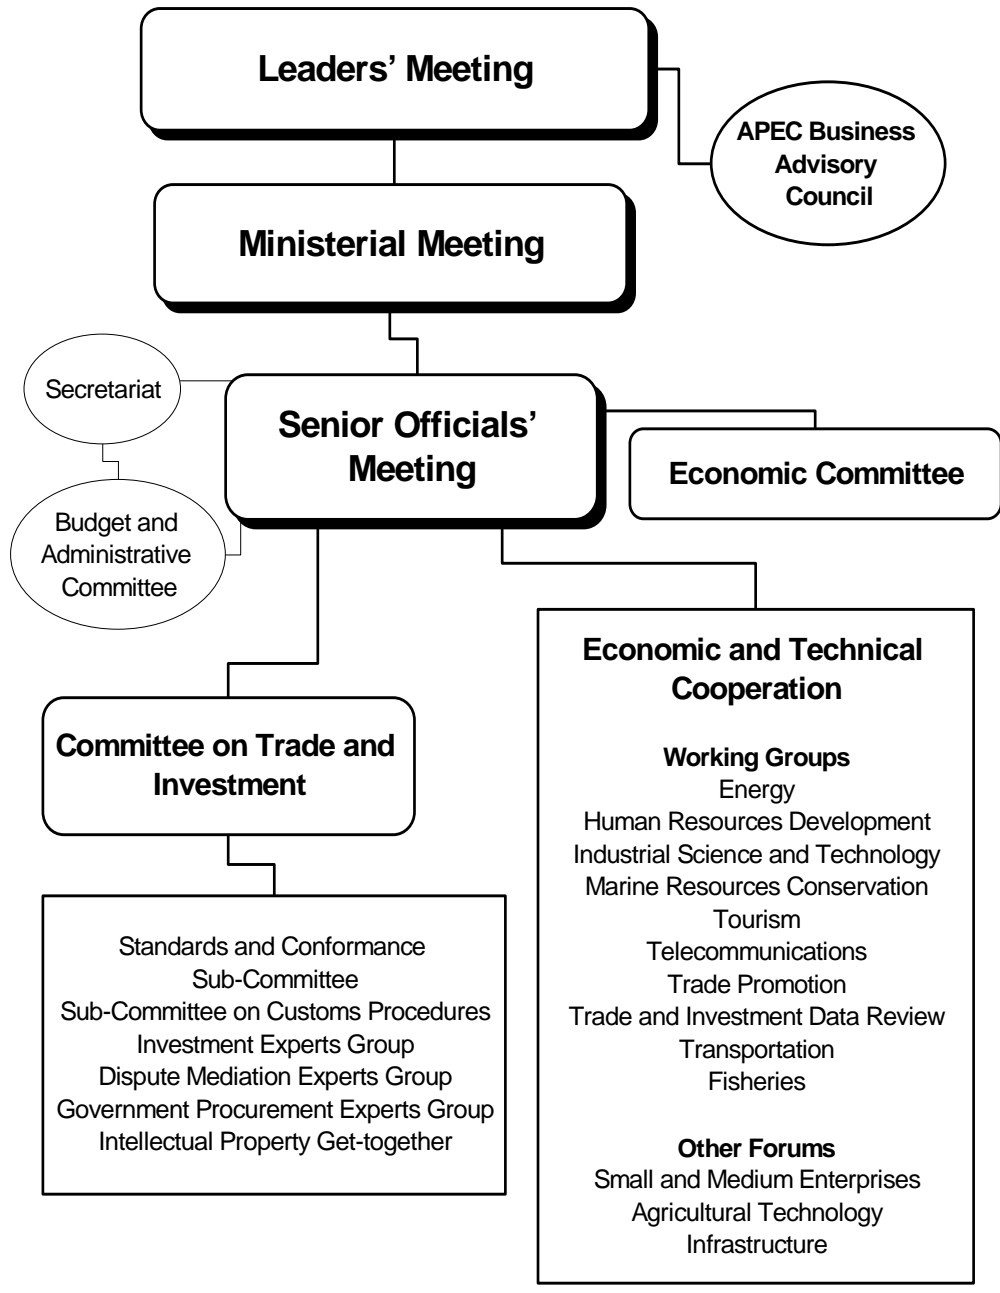 Leaders’ Meeting
APEC Business
Advisory
Council
Ministerial Meeting
Secretariat
Senior Officials’
Meeting
Economic Committee
Budget and
Administrative
Committee
Committee on Trade and
Investment
Standards and Conformance
Sub-Committee
Sub-Committee on Customs Procedures
Investment Experts Group
Dispute Mediation Experts Group
Government Procurement Experts Group
Intellectual Property Get-together
Economic and Technical
Cooperation
Working Groups
Energy
Human Resources Development
Industrial Science and Technology
Marine Resources Conservation
Tourism
Telecommunications
Trade Promotion
Trade and Investment Data Review
Transportation
Fisheries
Other Forums
Small and Medium Enterprises
Agricultural Technology
Infrastructure